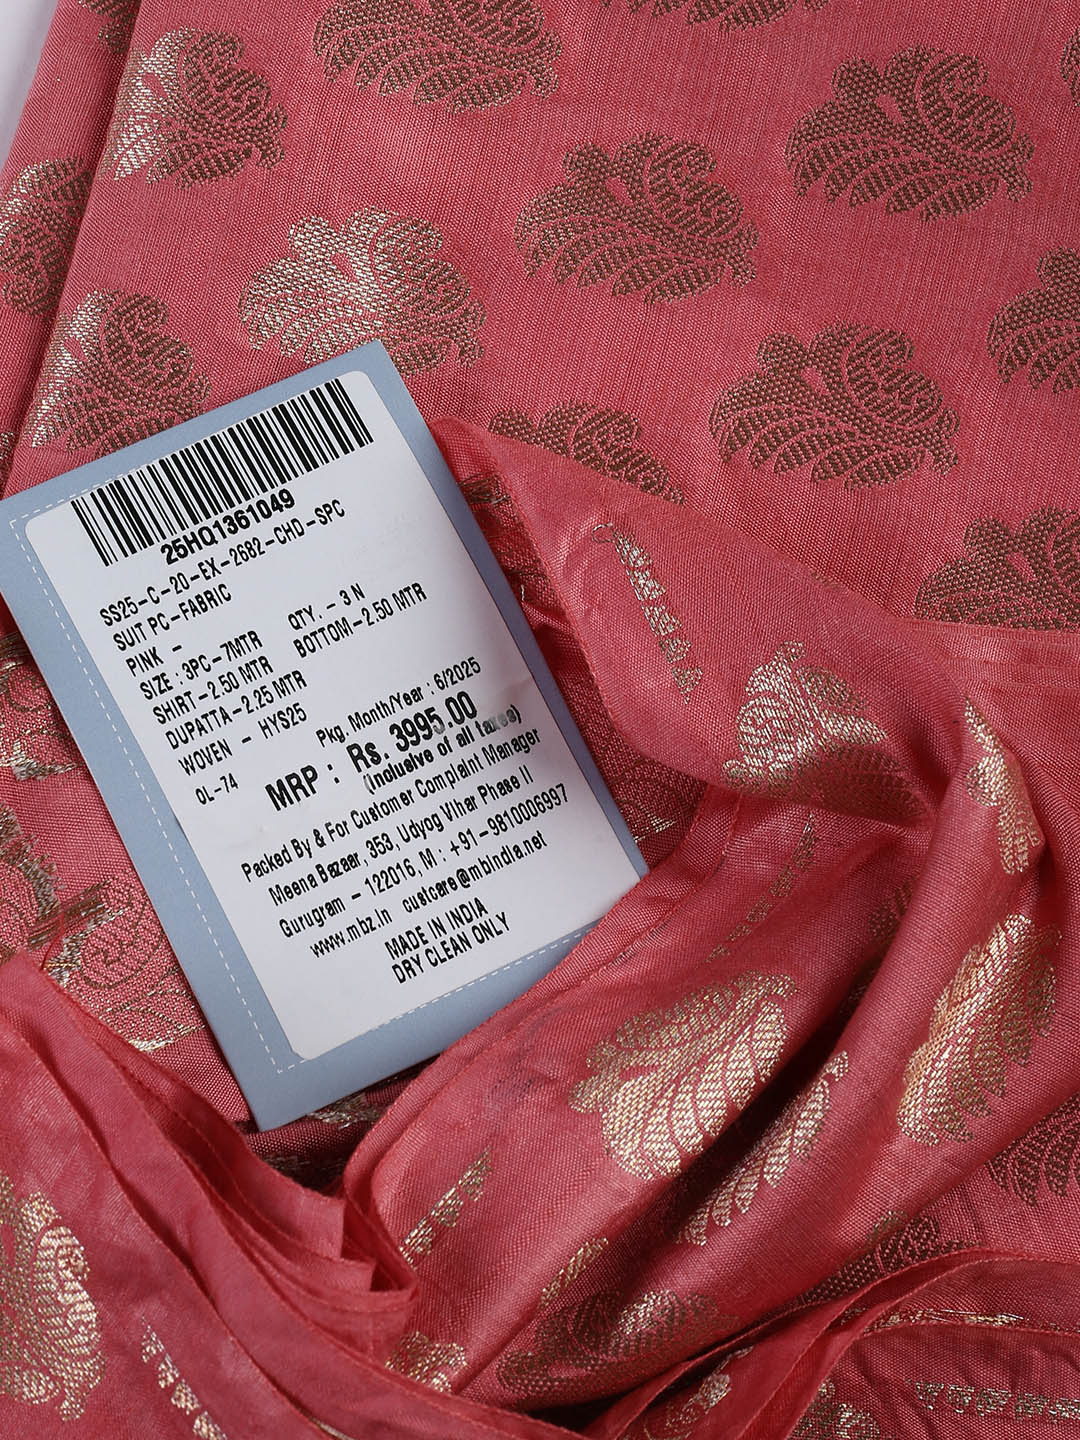 25HQ1361049
SS25-C-20-EX-2682-CHD-SPC
SUIT PC-FABRIC
PINK - QTY. - 3 N
SIZE : 3PC-7MTR BOTTOM-2.50 MTR
SHIRT-2.50 MTR
DUPATTA-2.25 MTR
WOVEN - HYS25
OL-74 Pkg. Month/Year : 6/2025
MRP : Rs. 3995.00
(Inclusive of all taxes)
Packed By & For Customer Complaint Manager
Meena Bazaar, 353, Udyog Vihar Phase II
Gurugram - 122016, M : +91-9810006997
www.mbz.in custcare@mbindia.net
MADE IN INDIA
DRY CLEAN ONLY